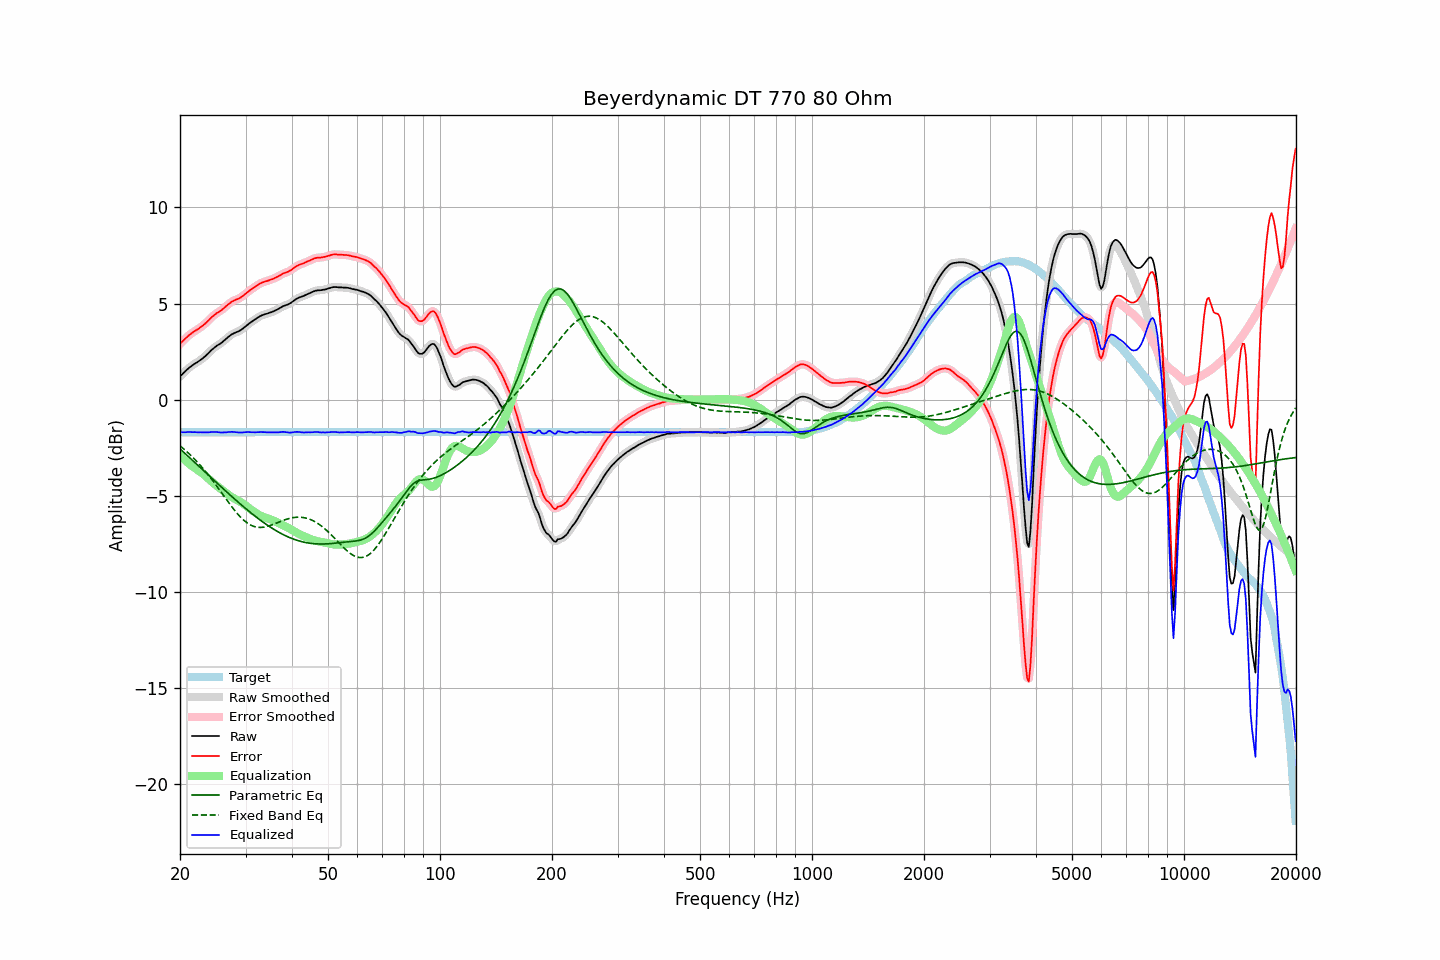 Beyerdynamic DT 770 80 Ohm
Amplitude (dBr)
10
5
0
−5
−10
−15
−20
Target
Raw Smoothed
Error Smoothed
Raw
Error
Equalization
Parametric Eq
Fixed Band Eq
Equalized
20 50 100 200 500 1000 2000 5000 10000 20000
Frequency (Hz)